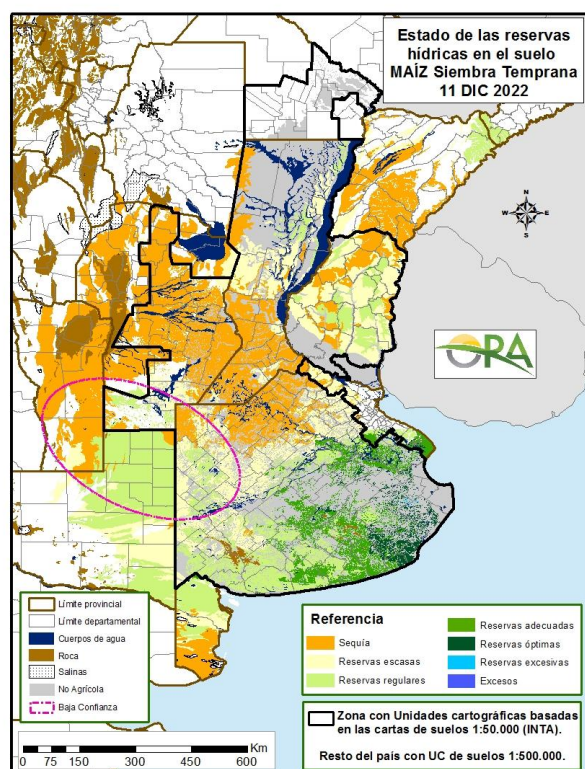 Estado de las reservas
hídricas en el suelo
MAÍZ Siembra Temprana
11 DIC 2022
N
W
E
S
ORA
Límite provincial
Límite departamental
Cuerpos de agua
Roca
Salinas
No Agrícola
Baja Confianza
Referencia
Sequía
Reservas escasas
Reservas regulares
Reservas adecuadas
Reservas óptimas
Reservas excesivas
Excesos
Zona con Unidades cartográficas basadas
en las cartas de suelos 1:50.000 (INTA).
Resto del país con UC de suelos 1:500.000.
0 75 150 300 450 600
Km